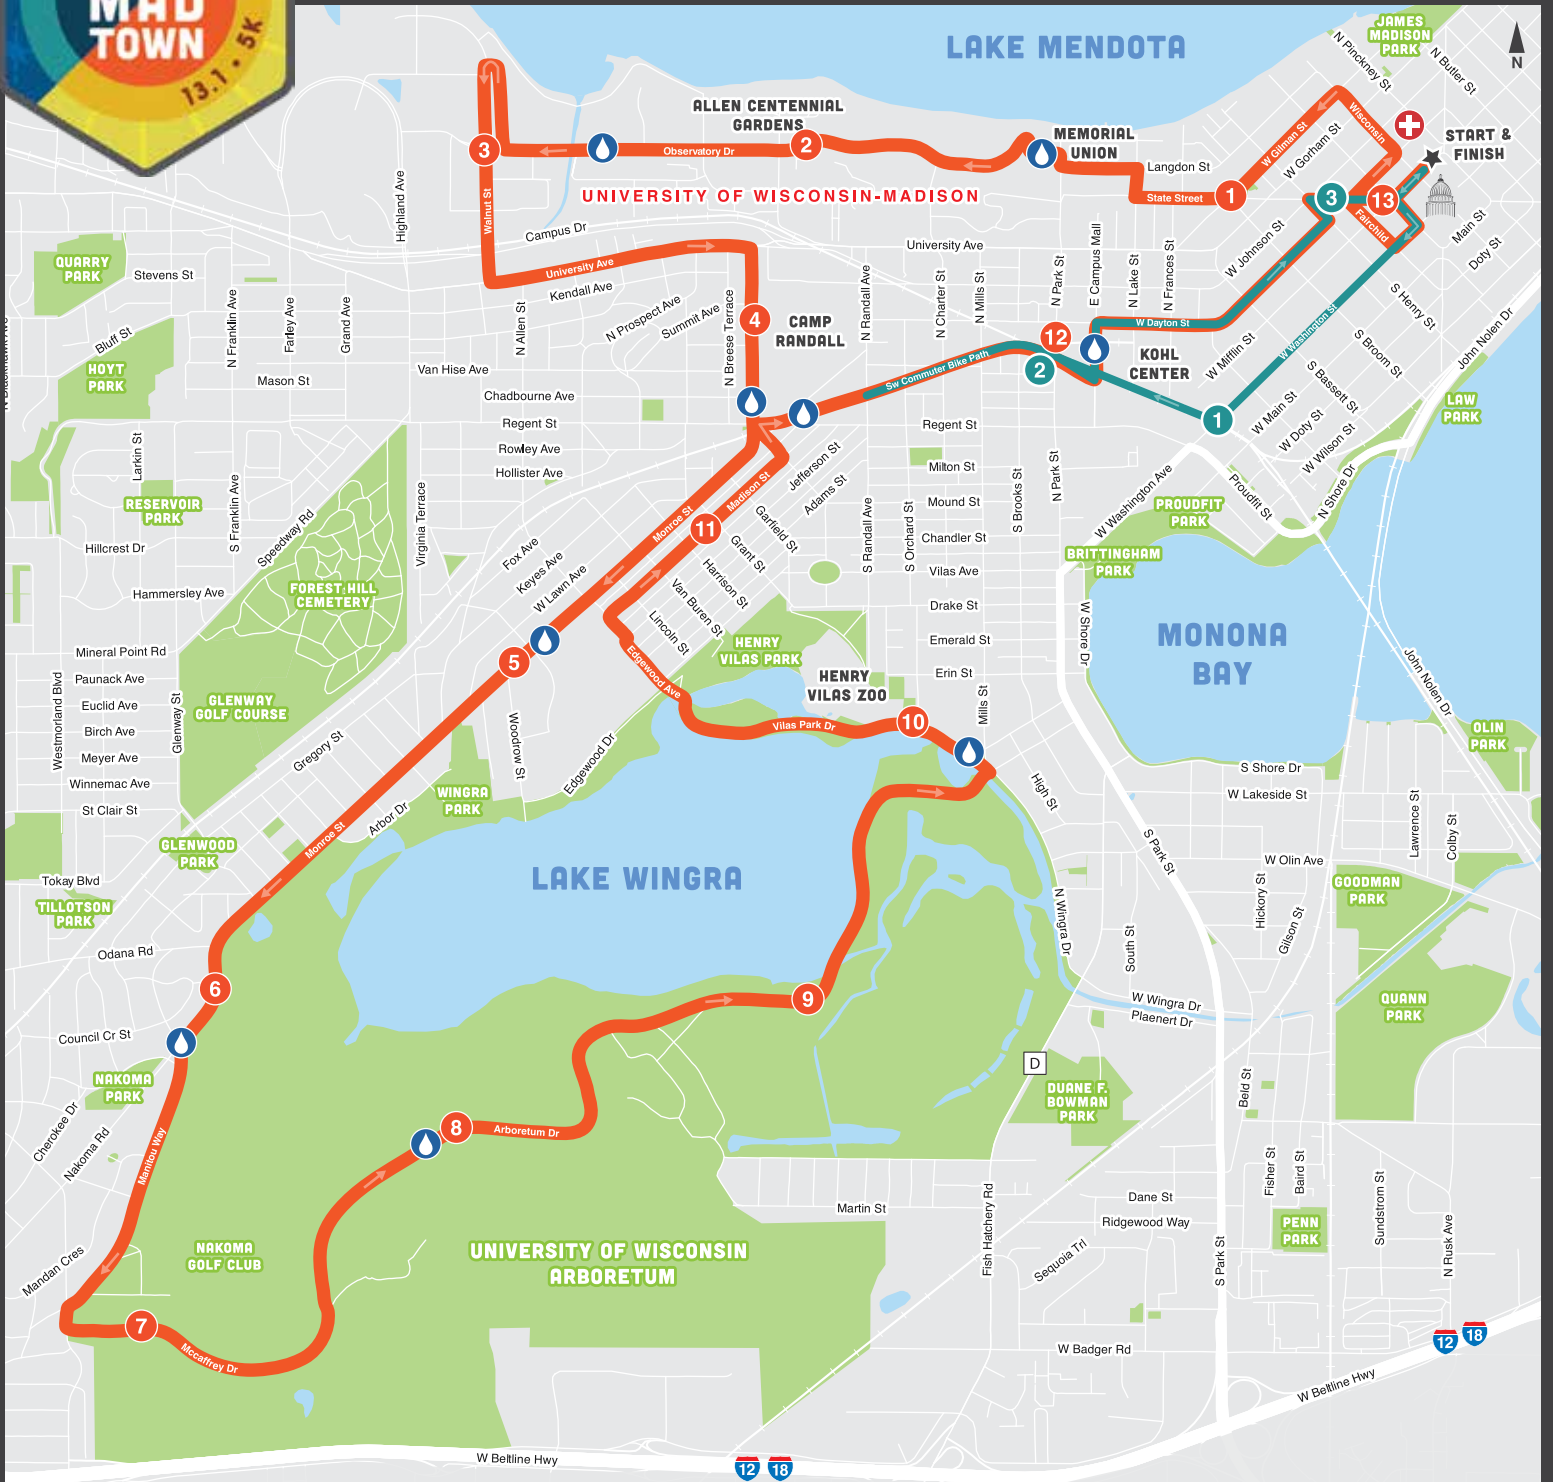 MAD
TOWN
13.1 • 5K
LAKE MENDOTA
JAMES
MADISON
PARK
N Pinckney St
N Butler St
N
ALLEN CENTENNIAL
GARDENS
MEMORIAL
UNION
START &
FINISH
Wisconsin
W Gilman St
W Gorham St
Langdon St
State Street
Observatory Dr
1
2
3
3
13
Fairchild
UNIVERSITY OF WISCONSIN-MADISON
Highland Ave
Walnut St
Campus Dr
University Ave
University Ave
Kendall Ave
Main St
Doty St
W Johnson St
QUARRY
PARK
Stevens St
Bluff St
N Franklin Ave
Farley Ave
Grand Ave
N Allen St
N Prospect Ave
Summit Ave
N Breese Terrace
4
CAMP
RANDALL
N Randall Ave
N Charter St
N Mills St
N Park St
E Campus Mall
N Lake St
N Frances St
W Dayton St
W Washington St
S Henry St
John Nolen Dr
HOYT
PARK
Mason St
Van Hise Ave
Chadbourne Ave
Regent St
Rowley Ave
Hollister Ave
Sw Commuter Bike Path
12
2
KOHL
CENTER
W Mifflin St
S Broom St
S Bassett St
W Main St
W Doty St
W Wilson St
1
LAW
PARK
Larkin St
RESERVOIR
PARK
S Franklin Ave
Speedway Rd
Virginia Terrace
Hillcrest Dr
Hammersley Ave
FOREST HILL
CEMETERY
Fox Ave
Keyes Ave
W Lawn Ave
Monroe St
Madison St
11
Jefferson St
Adams St
Garfield St
Grant St
Harrison St
Van Buren St
Lincoln St
Regent St
Milton St
Mound St
Chandler St
Vilas Ave
Drake St
Emerald St
Erin St
S Randall Ave
S Orchard St
S Brooks St
N Park St
W Washington Ave
Proudfit St
N Shore Dr
PROUDFIT
PARK
BRITTINGHAM
PARK
W Shore Dr
MONONA
BAY
John Nolen Dr
OLIN
PARK
Mineral Point Rd
Paunack Ave
Euclid Ave
Birch Ave
Meyer Ave
Winnemac Ave
St Clair St
Westmorland Blvd
Glenway St
GLENWAY
GOLF COURSE
Gregory St
5
Edgewood Ave
HENRY
VILAS PARK
HENRY
VILAS ZOO
Vilas Park Dr
10
Mills St
Woodrow St
Edgewood Dr
WINGRA
PARK
Arbor Dr
Monroe St
GLENWOOD
PARK
Tokay Blvd
TILLOTSON
PARK
Odana Rd
LAKE WINGRA
High St
S Shore Dr
W Lakeside St
S Park St
W Olin Ave
Lawrence St
Colby St
GOODMAN
PARK
Hickory St
Gilson St
N Wingra Dr
South St
6
9
W Wingra Dr
Plaenert Dr
QUANN
PARK
Council Cr St
NAKOMA
PARK
Cherokee Dr
Nakoma Rd
Manitou Way
8
Arboretum Dr
D
DUANE F.
BOWMAN
PARK
Beld St
Fisher St
Baird St
Sundstrom St
N Rusk Ave
PENN
PARK
Dane St
Ridgewood Way
Sequoia Trl
Martin St
Fish Hatchery Rd
S Park St
Mandan Cres
NAKOMA
GOLF CLUB
UNIVERSITY OF WISCONSIN
ARBORETUM
7
Mccaffrey Dr
W Badger Rd
12
18
W Beltline Hwy
W Beltline Hwy
12
18